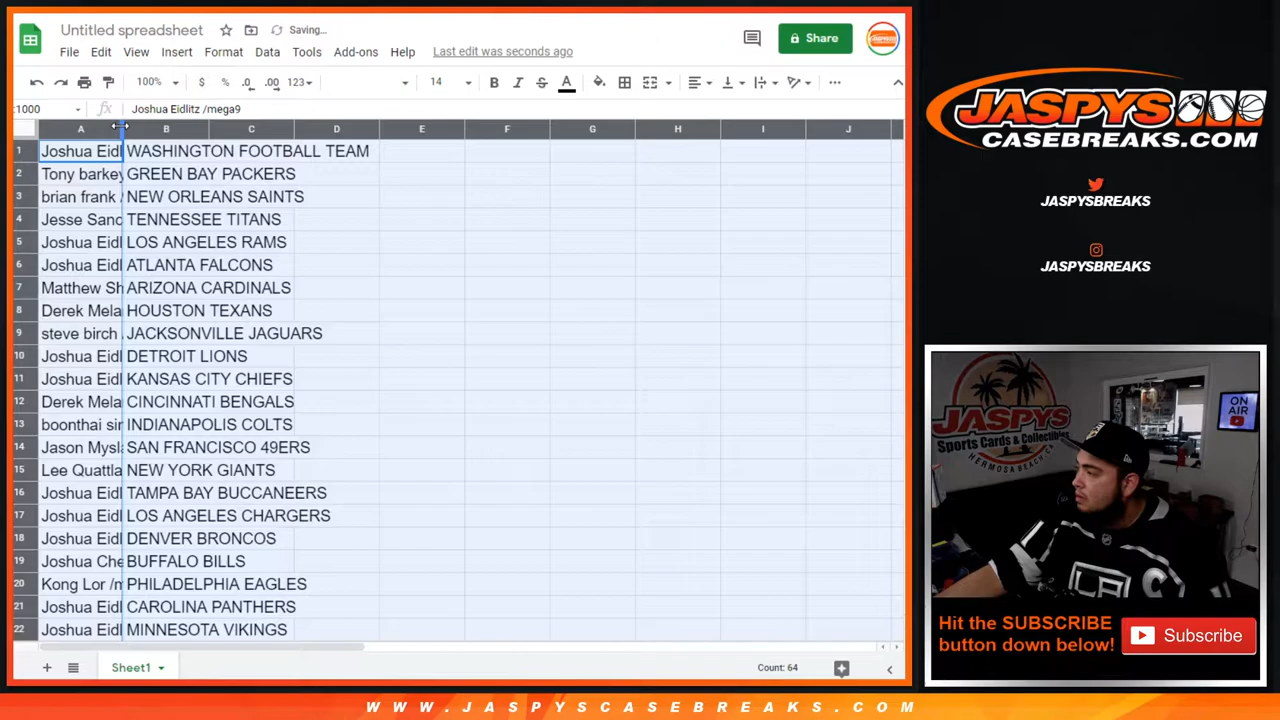 Untitled spreadsheet
Saving...
File Edit View Insert Format Data Tools Add-ons Help Last edit was seconds ago
Share
100% $ % .0 .00 123 14 B I S A
:1000 fx Joshua Eidlitz /mega9
A B C D E F G H I J
1 Joshua Eidl WASHINGTON FOOTBALL TEAM
2 Tony barkey GREEN BAY PACKERS
3 brian frank / NEW ORLEANS SAINTS
4 Jesse Sanc TENNESSEE TITANS
5 Joshua Eidl LOS ANGELES RAMS
6 Joshua Eidl ATLANTA FALCONS
7 Matthew Sh ARIZONA CARDINALS
8 Derek Mela HOUSTON TEXANS
9 steve birch JACKSONVILLE JAGUARS
10 Joshua Eidl DETROIT LIONS
11 Joshua Eidl KANSAS CITY CHIEFS
12 Derek Mela CINCINNATI BENGALS
13 boonthai sir INDIANAPOLIS COLTS
14 Jason Mysla SAN FRANCISCO 49ERS
15 Lee Quattla NEW YORK GIANTS
16 Joshua Eidl TAMPA BAY BUCCANEERS
17 Joshua Eidl LOS ANGELES CHARGERS
18 Joshua Eidl DENVER BRONCOS
19 Joshua Che BUFFALO BILLS
20 Kong Lor /m PHILADELPHIA EAGLES
21 Joshua Eidl CAROLINA PANTHERS
22 Joshua Eidl MINNESOTA VIKINGS
Sheet1
Count: 64
JASPYS
CASEBREAKS.COM
JASPYSBREAKS
JASPYSBREAKS
JASPYS
Sports Cards & Collectibles
HERMOSA BEACH, CA
ON AIR
LA
C
Hit the SUBSCRIBE
button down below!
Subscribe
WWW.JASPYSCASEBREAKS.COM